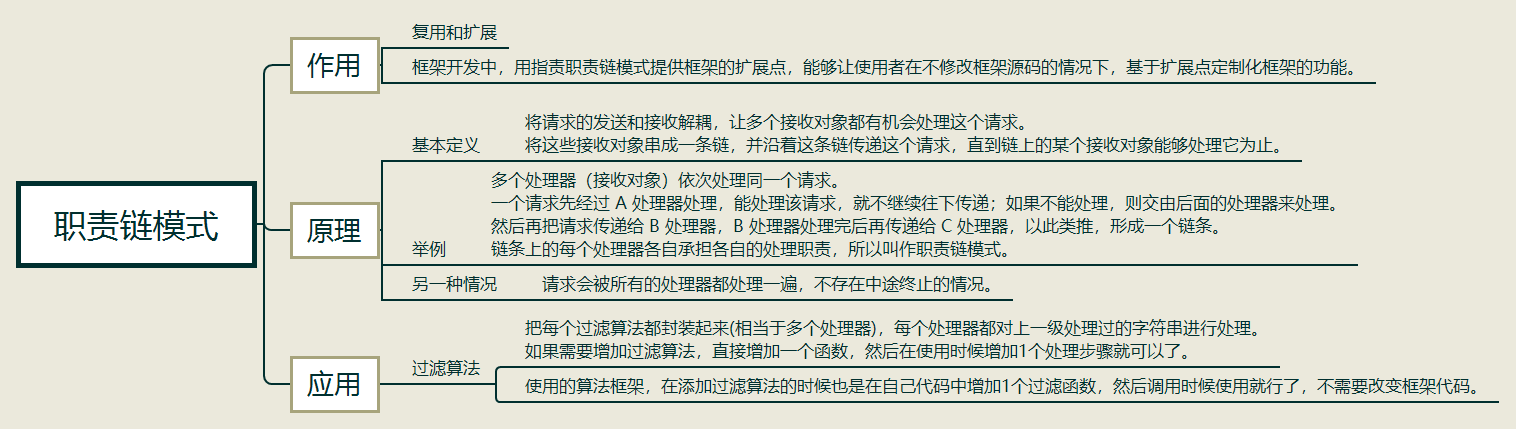 职责链模式
作用
复用和扩展
框架开发中，用指责职责链模式提供框架的扩展点，能够让使用者在不修改框架源码的情况下，基于扩展点定制化框架的功能。
原理
基本定义
将请求的发送和接收解耦，让多个接收对象都有机会处理这个请求。
将这些接收对象串成一条链，并沿着这条链传递这个请求，直到链上的某个接收对象能够处理它为止。
举例
多个处理器（接收对象）依次处理同一个请求。
一个请求先经过 A 处理器处理，能处理该请求，就不继续往下传递；如果不能处理，则交由后面的处理器来处理。
然后再把请求传递给 B 处理器，B 处理器处理完后再传递给 C 处理器，以此类推，形成一个链条。
链条上的每个处理器各自承担各自的处理职责，所以叫作职责链模式。
另一种情况
请求会被所有的处理器都处理一遍，不存在中途终止的情况。
应用
过滤算法
把每个过滤算法都封装起来(相当于多个处理器)，每个处理器都对上一级处理过的字符串进行处理。
如果需要增加过滤算法，直接增加一个函数，然后在使用时候增加1个处理步骤就可以了。
使用的算法框架，在添加过滤算法的时候也是在自己代码中增加1个过滤函数，然后调用时候使用就行了，不需要改变框架代码。